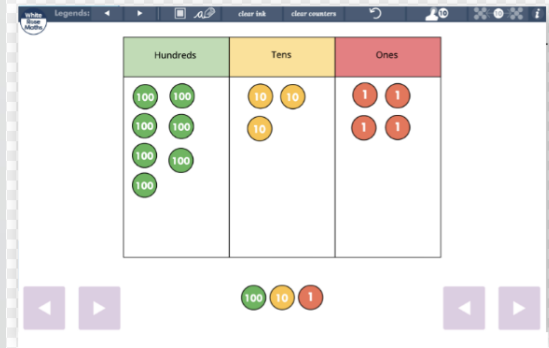 White Rose Maths
Legends: clear ink clear counters 10 10 i
Hundreds Tens Ones
100 100 10 10 1 1
100 100 10 1 1
100 100
100
100 10 1